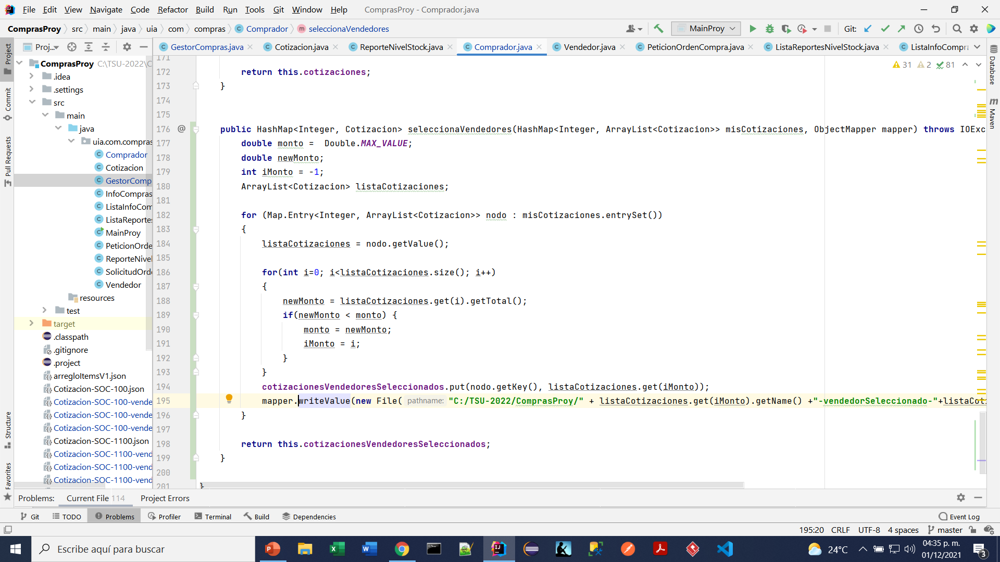 File Edit View Navigate Code Refactor Build Run Tools Git Window Help ComprasProy - Comprador.java
ComprasProy src main java uia com compras Comprador seleccionaVendedores MainProy Git:
Proj... GestorCompras.java Cotizacion.java ReporteNivelStock.java Comprador.java Vendedor.java PeticionOrdenCompra.java ListaReportesNivelStock.java ListaInfoCompr
Project
Commit
Pull Requests
Structure
Favorites
Database
Maven
ComprasProy C:\TSU-2022\C
.idea
.settings
src
main
java
uia.com.compras
Comprador
Cotizacion
GestorComp
InfoCompras
ListaInfoCom
ListaReportes
MainProy
PeticionOrde
ReporteNivel
SolicitudOrd
Vendedor
resources
test
target
.classpath
.gitignore
.project
arregloItemsV1.json
Cotizacion-SOC-100.json
Cotizacion-SOC-100-vende
Cotizacion-SOC-100-vende
Cotizacion-SOC-100-vende
Cotizacion-SOC-1100.json
Cotizacion-SOC-1100-vend
Cotizacion-SOC-1100-vend
Cotizacion-SOC-1100-vend
31 2 81
171
172 return this.cotizaciones;
173 }
174
175
176 @ public HashMap<Integer, Cotizacion> seleccionaVendedores(HashMap<Integer, ArrayList<Cotizacion>> misCotizaciones, ObjectMapper mapper) throws IOExc
177 double monto = Double.MAX_VALUE;
178 double newMonto;
179 int iMonto = -1;
180 ArrayList<Cotizacion> listaCotizaciones;
181
182 for (Map.Entry<Integer, ArrayList<Cotizacion>> nodo : misCotizaciones.entrySet())
183 {
184 listaCotizaciones = nodo.getValue();
185
186 for(int i=0; i<listaCotizaciones.size(); i++)
187 {
188 newMonto = listaCotizaciones.get(i).getTotal();
189 if(newMonto < monto) {
190 monto = newMonto;
191 iMonto = i;
192 }
193 }
194 cotizacionesVendedoresSeleccionados.put(nodo.getKey(), listaCotizaciones.get(iMonto));
195 mapper.writeValue(new File( pathname: "C:/TSU-2022/ComprasProy/" + listaCotizaciones.get(iMonto).getName() +"-vendedorSeleccionado-"+listaCoti
196 }
197
198 return this.cotizacionesVendedoresSeleccionados;
199 }
200
201 }
Problems: Current File 114 Project Errors
Git TODO Problems Profiler Terminal Build Dependencies Event Log
195:20 CRLF UTF-8 4 spaces master
Escribe aquí para buscar
24°C
04:35 p. m.
01/12/2021
3